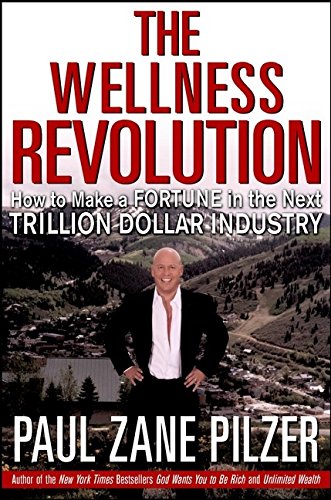 THE
WELLNESS
REVOLUTION
How to Make a FORTUNE in the Next
TRILLION DOLLAR INDUSTRY
PAUL ZANE PILZER
Author of the New York Times Bestsellers God Wants You to Be Rich and Unlimited Wealth